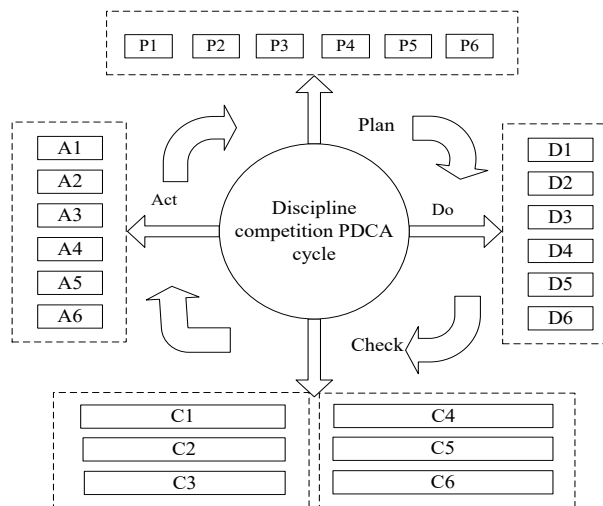 P1 P2 P3 P4 P5 P6
Plan
A1
A2
A3
A4
A5
A6
Act
Discipline
competition PDCA
cycle
Do
D1
D2
D3
D4
D5
D6
Check
C1
C2
C3
C4
C5
C6